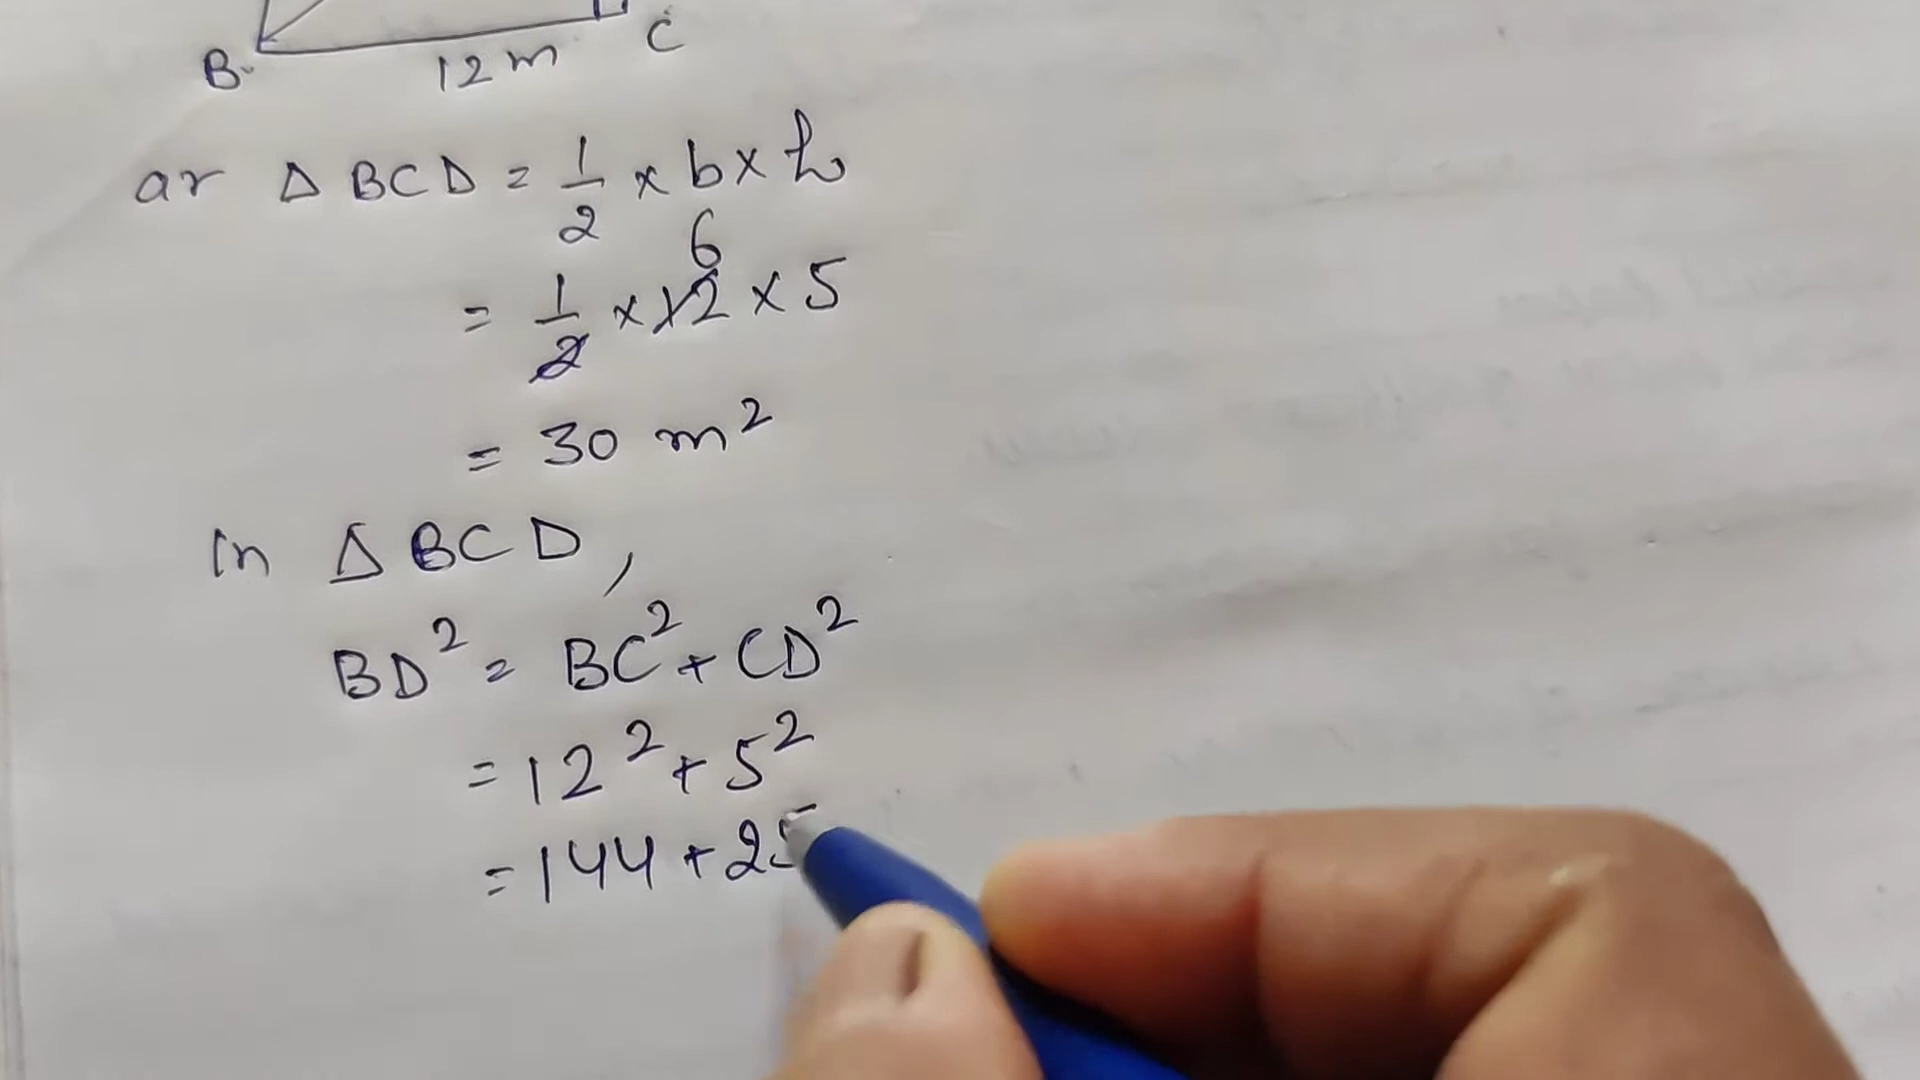 B C
12 m
ar Δ BCD = 1/2 × b × h
= 1/2 × 12 × 5 6
= 30 m²
In Δ BCD,
BD² = BC² + CD²
= 12² + 5²
= 144 + 25